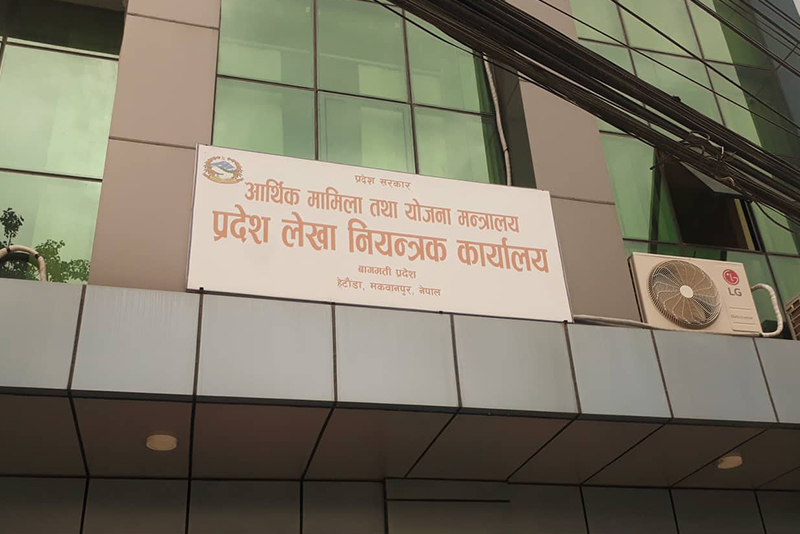 प्रदेश सरकार
आर्थिक मामिला तथा योजना मन्त्रालय
प्रदेश लेखा नियन्त्रक कार्यालय
बागमती प्रदेश
हेटौंडा, मकवानपुर, नेपाल
LG